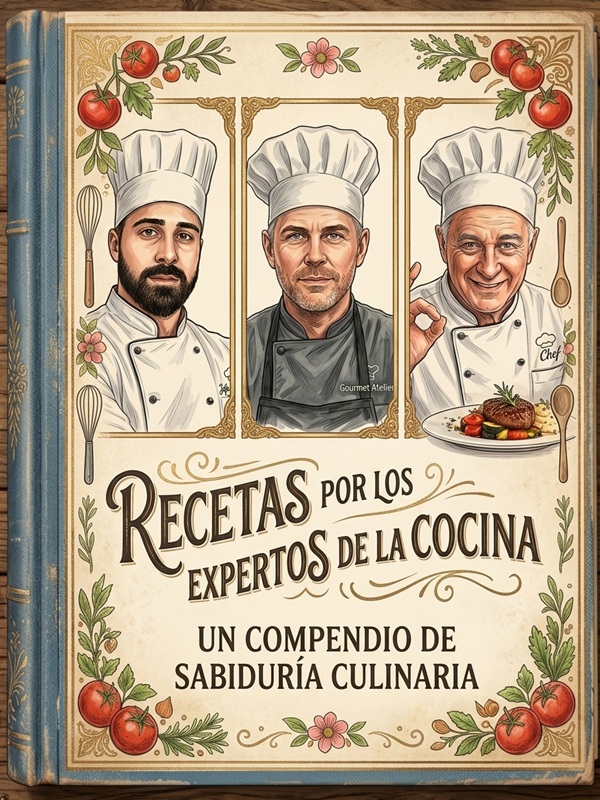 Gourmet Atelier
Chef
RECETAS POR LOS
EXPERTOS DE LA COCINA
UN COMPENDIO DE
SABIDURÍA CULINARIA